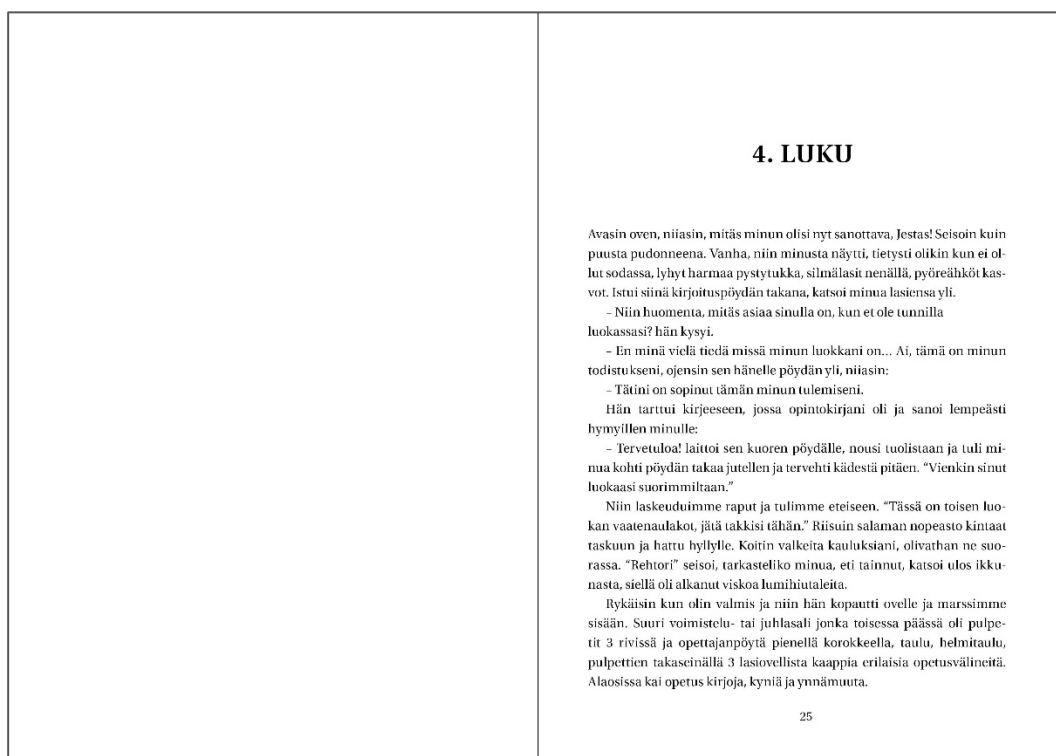 4. LUKU
Avasin oven, niiasin, mitäs minun olisi nyt sanottava, Jestas! Seisoin kuin
puusta pudonneena. Vanha, niin minusta näytti, tietysti olikin kun ei ol-
lut sodassa, lyhyt harmaa pystytukka, silmälasit nenällä, pyöreähköt kas-
vot. Istui siinä kirjoituspöydän takana, katsoi minua lasiensa yli.
– Niin huomenta, mitäs asiaa sinulla on, kun et ole tunnilla
luokassasi? hän kysyi.
– En minä vielä tiedä missä minun luokkani on... Ai, tämä on minun
todistukseni, ojensin sen hänelle pöydän yli, niiasin:
– Tätini on sopinut tämän minun tulemiseni.
Hän tarttui kirjeeseen, jossa opintokirjani oli ja sanoi lempeästi
hymyillen minulle:
– Tervetuloa! laittoi sen kuoren pöydälle, nousi tuolistaan ja tuli mi-
nua kohti pöydän takaa jutellen ja tervehti kädestä pitäen. “Vienkin sinut
luokaasi suorimmiltaan.”
Niin laskeuduimme raput ja tulimme eteiseen. “Tässä on toisen luo-
kan vaatenaulakot, jätä takkisi tähän.” Riisuin salaman nopeasto kintaat
taskuun ja hattu hyllylle. Koitin valkeita kauluksiani, olivathan ne suo-
rassa. “Rehtori” seisoi, tarkasteliko minua, eti tainnut, katsoi ulos ikku-
nasta, siellä oli alkanut viskoa lumihiutaleita.
Rykäisin kun olin valmis ja niin hän kopautti ovelle ja marssimme
sisään. Suuri voimistelu- tai juhlasali jonka toisessa päässä oli pulpe-
tit 3 rivissä ja opettajanpöytä pienellä korokkeella, taulu, helmitaulu,
pulpettien takaseinällä 3 lasiovellista kaappia erilaisia opetusvälineitä.
Alaosissa kai opetus kirjoja, kyniä ja ynnämuuta.
25